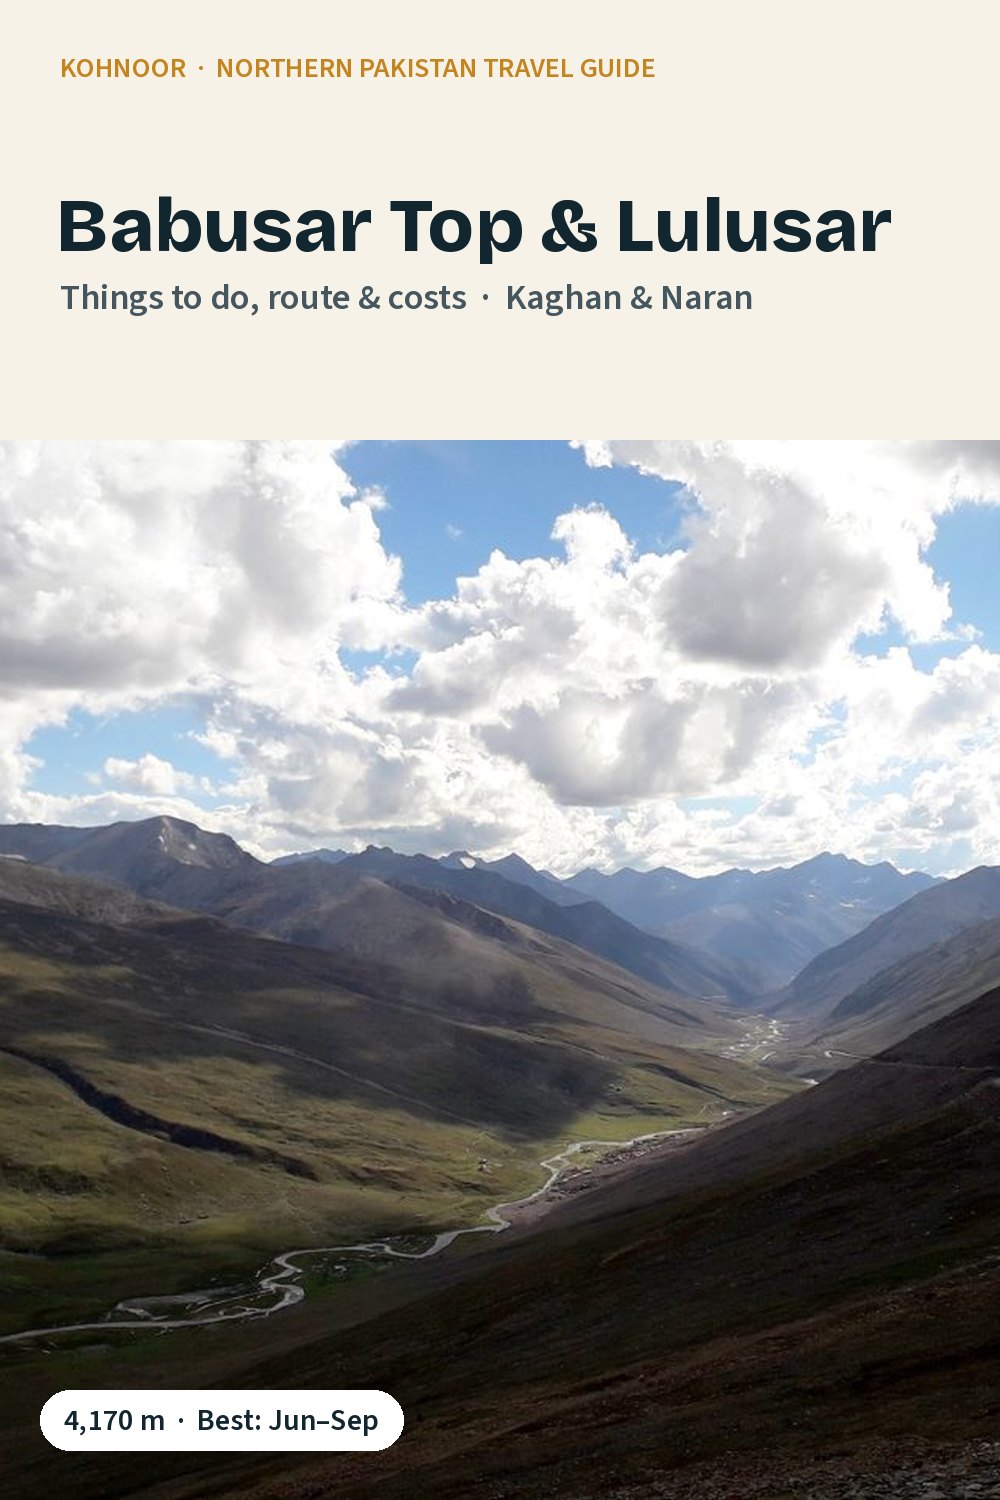 KOHNOOR · NORTHERN PAKISTAN TRAVEL GUIDE
Babusar Top & Lulusar
Things to do, route & costs · Kaghan & Naran
4,170 m · Best: Jun–Sep